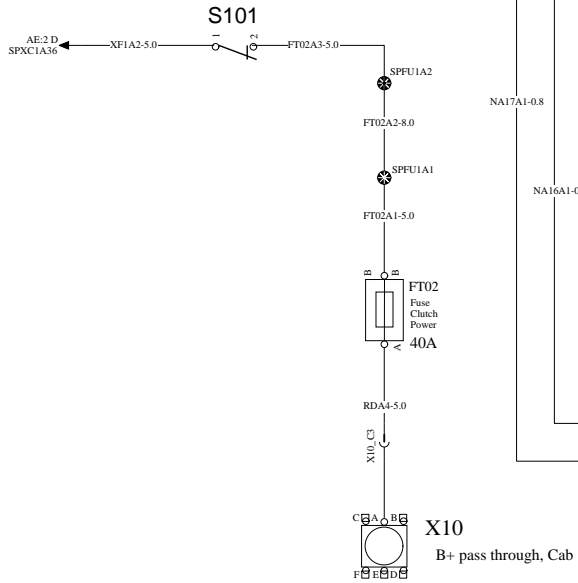 S101
AE:2 D
SPXC1A36
XF1A2-5.0
1
2
FT02A3-5.0
SPFU1A2
NA17A1-0.8
FT02A2-8.0
SPFU1A1
NA16A1-0
FT02A1-5.0
B
B
FT02
Fuse
Clutch
Power
40A
A
RDA4-5.0
X10_C3
C A B
X10
B+ pass through, Cab
F E D